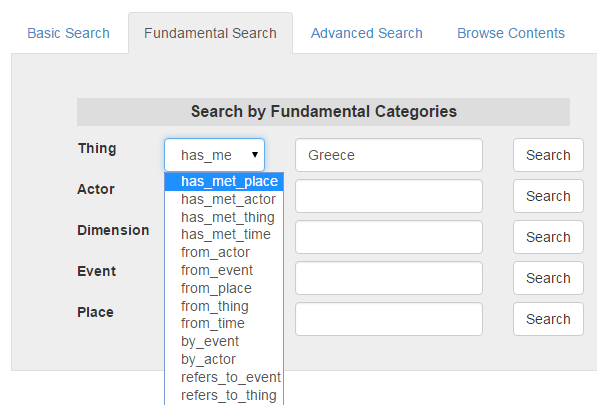 Basic Search Fundamental Search Advanced Search Browse Contents
Search by Fundamental Categories
Thing has_me Greece Search
has_met_place
Actor has_met_actor Search
has_met_thing
Dimension has_met_time Search
from_actor
Event from_event Search
from_place
Place from_thing Search
from_time
by_event
by_actor
refers_to_event
refers_to_thing